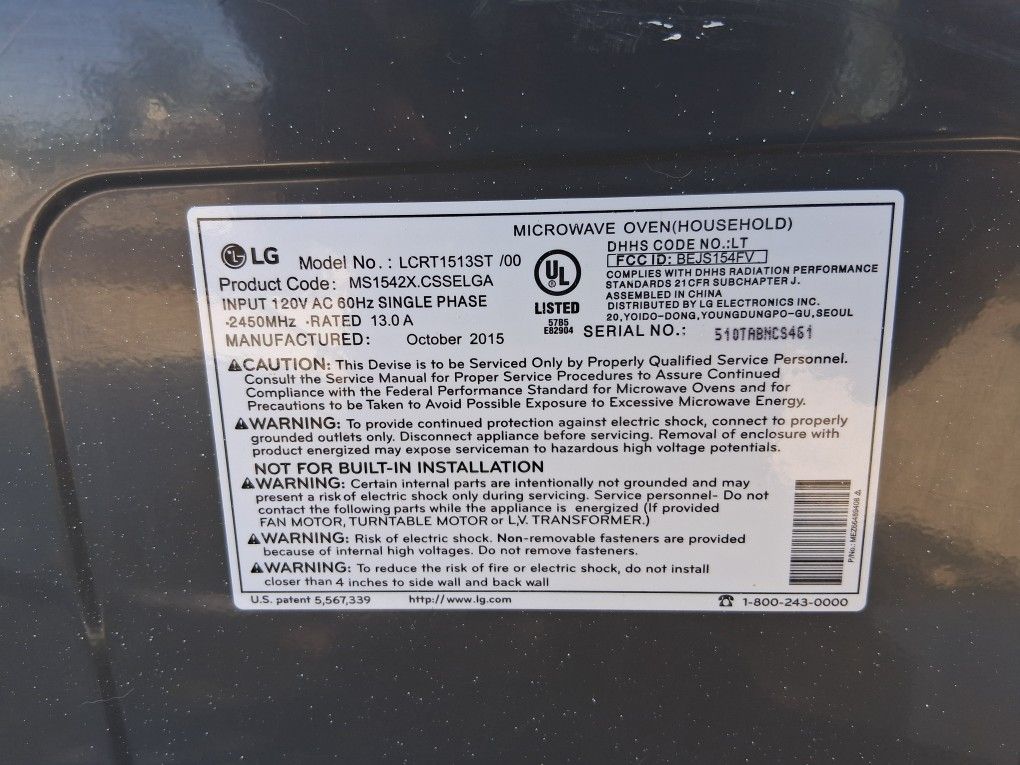 MICROWAVE OVEN(HOUSEHOLD)
LG
Model No.: LCRT1513ST /00
Product Code: MS1542X.CSSELGA
INPUT 120V AC 60Hz SINGLE PHASE
-2450MHz -RATED 13.0 A
MANUFACTURED: October 2015
UL
LISTED
57B5
E82904
DHHS CODE NO.:LT
FCC ID: BEJS154FV
COMPLIES WITH DHHS RADIATION PERFORMANCE
STANDARDS 21CFR SUBCHAPTER J.
ASSEMBLED IN CHINA
DISTRIBUTED BY LG ELECTRONICS INC.
20,YOIDO-DONG,YOUNGDUNGPO-GU,SEOUL
SERIAL NO.: 510TABMCS461
⚠CAUTION: This Devise is to be Serviced Only by Properly Qualified Service Personnel.
Consult the Service Manual for Proper Service Procedures to Assure Continued
Compliance with the Federal Performance Standard for Microwave Ovens and for
Precautions to be Taken to Avoid Possible Exposure to Excessive Microwave Energy.
⚠WARNING: To provide continued protection against electric shock, connect to properly
grounded outlets only. Disconnect appliance before servicing. Removal of enclosure with
product energized may expose serviceman to hazardous high voltage potentials.
NOT FOR BUILT-IN INSTALLATION
⚠WARNING: Certain internal parts are intentionally not grounded and may
present a risk of electric shock only during servicing. Service personnel- Do not
contact the following parts while the appliance is energized (If provided
FAN MOTOR, TURNTABLE MOTOR or L.V. TRANSFORMER.)
⚠WARNING: Risk of electric shock. Non-removable fasteners are provided
because of internal high voltages. Do not remove fasteners.
⚠WARNING: To reduce the risk of fire or electric shock, do not install
closer than 4 inches to side wall and back wall
P/No.: MEZ66489408
U.S. patent 5,567,339 http://www.lg.com ☎ 1-800-243-0000